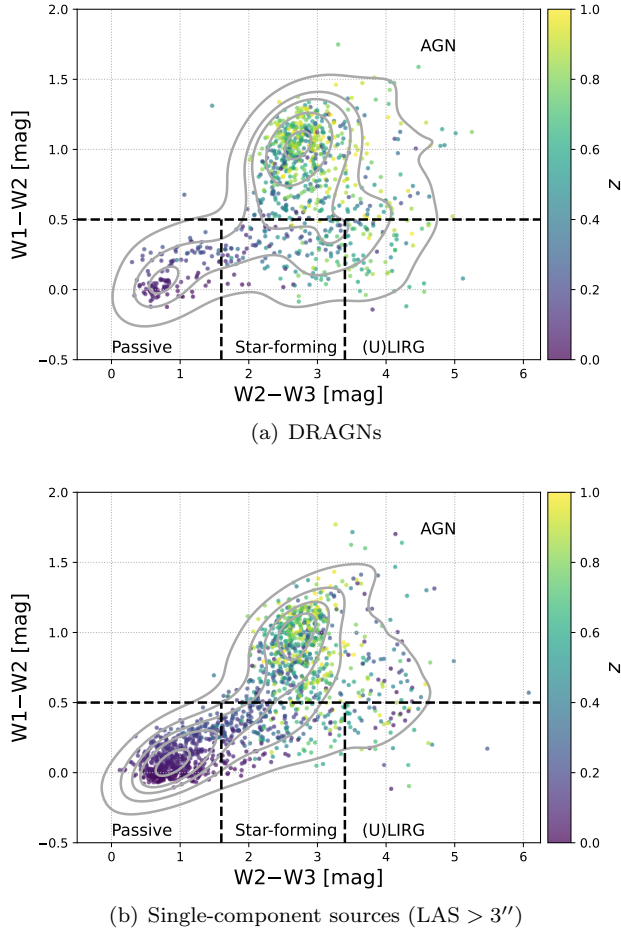 2.0
1.5
1.0
0.5
0.0
−0.5
W1−W2 [mag]
AGN
Passive
Star-forming
(U)LIRG
0
1
2
3
4
5
6
W2−W3 [mag]
1.0
0.8
0.6
0.4
0.2
0.0
z
(a) DRAGNs
2.0
1.5
1.0
0.5
0.0
−0.5
W1−W2 [mag]
AGN
Passive
Star-forming
(U)LIRG
0
1
2
3
4
5
6
W2−W3 [mag]
1.0
0.8
0.6
0.4
0.2
0.0
z
(b) Single-component sources (LAS > 3′′)